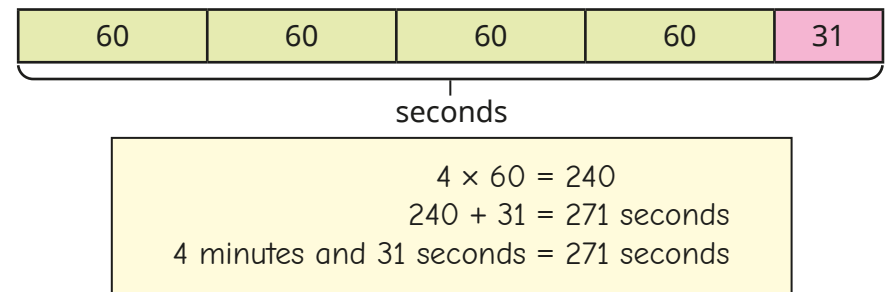 60 60 60 60 31
seconds
4 × 60 = 240
240 + 31 = 271 seconds
4 minutes and 31 seconds = 271 seconds